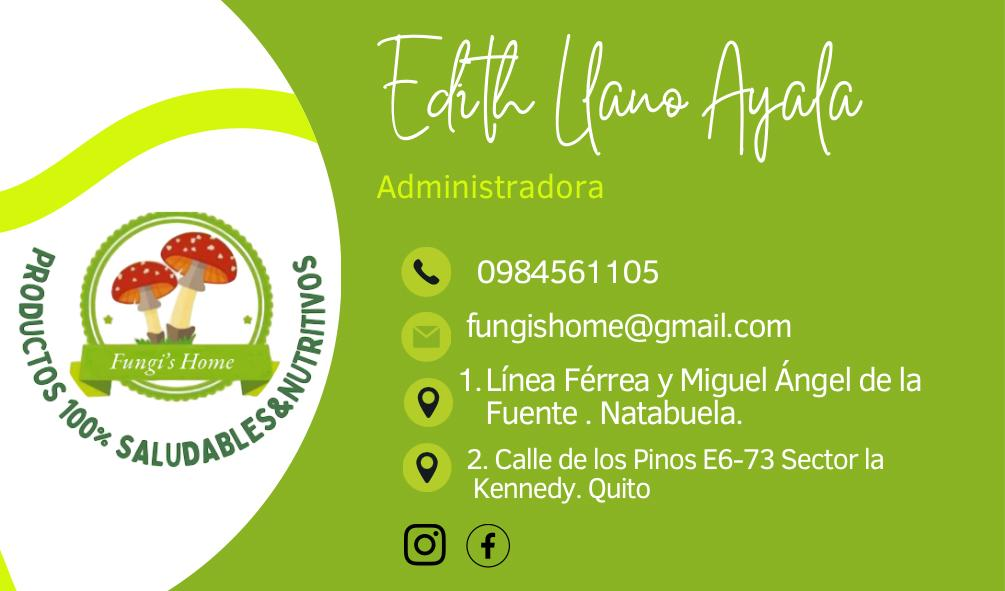 Edith Llano Ayala
Administradora
0984561105
fungishome@gmail.com
1. Línea Férrea y Miguel Ángel de la
Fuente . Natabuela.
2. Calle de los Pinos E6-73 Sector la
Kennedy. Quito
Fungi's Home
PRODUCTOS 100% SALUDABLES&NUTRITIVOS